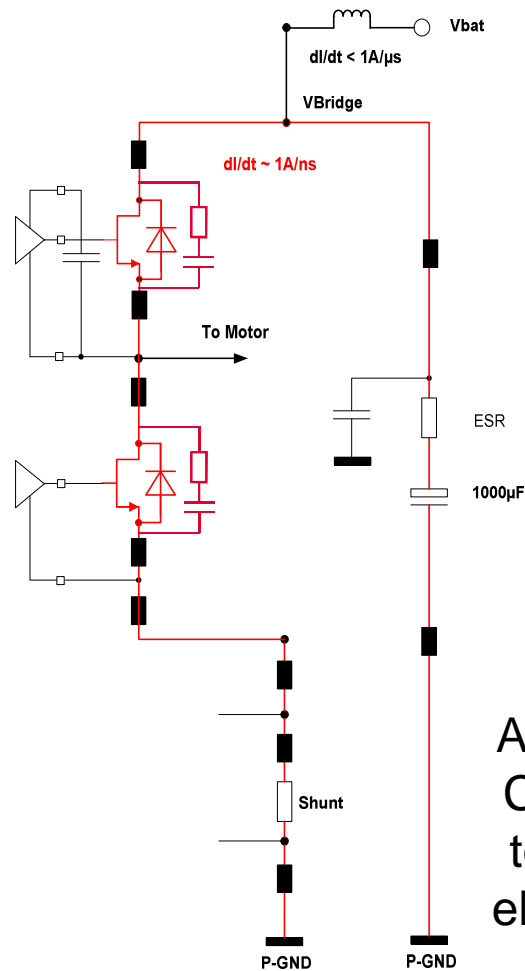 Vbat
dI/dt < 1A/µs
VBridge
dI/dt ~ 1A/ns
To Motor
ESR
1000µF
Shunt
P-GND
P-GND